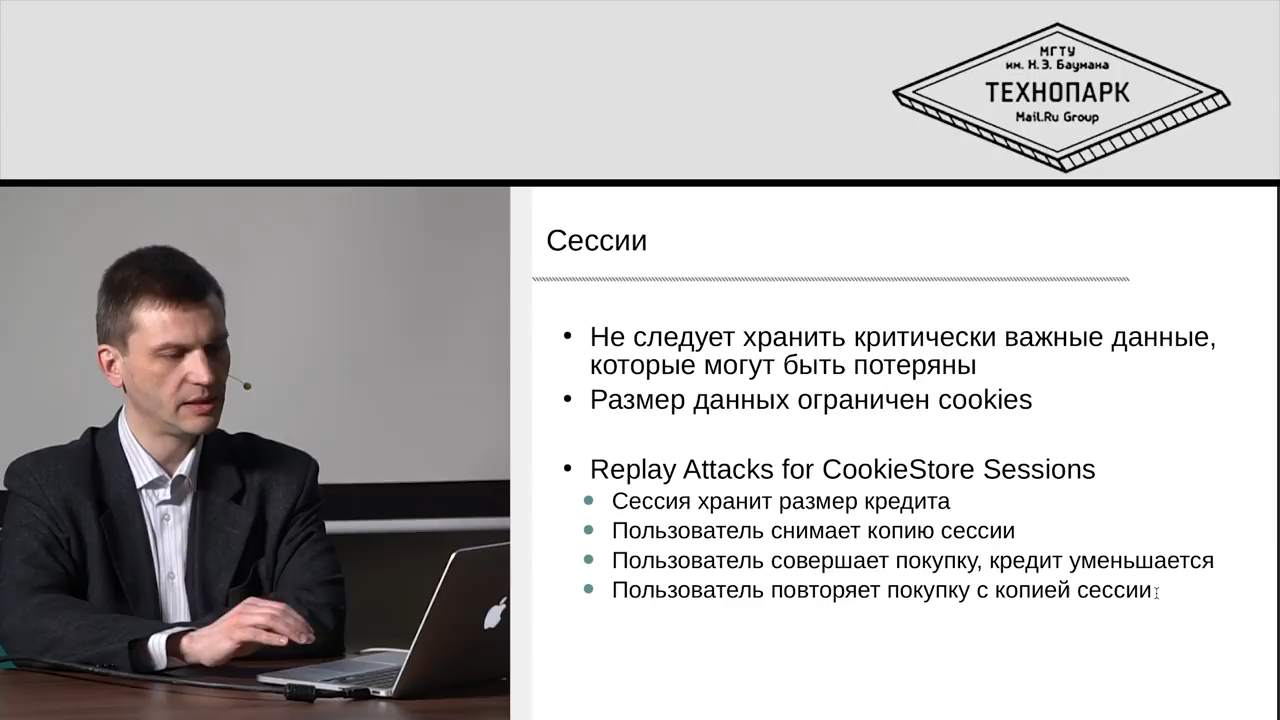 МГТУ
им. Н.Э. Баумана
ТЕХНОПАРК
Mail.Ru Group
Сессии
Не следует хранить критически важные данные,
которые могут быть потеряны
Размер данных ограничен cookies
Replay Attacks for CookieStore Sessions
Сессия хранит размер кредита
Пользователь снимает копию сессии
Пользователь совершает покупку, кредит уменьшается
Пользователь повторяет покупку с копией сессии